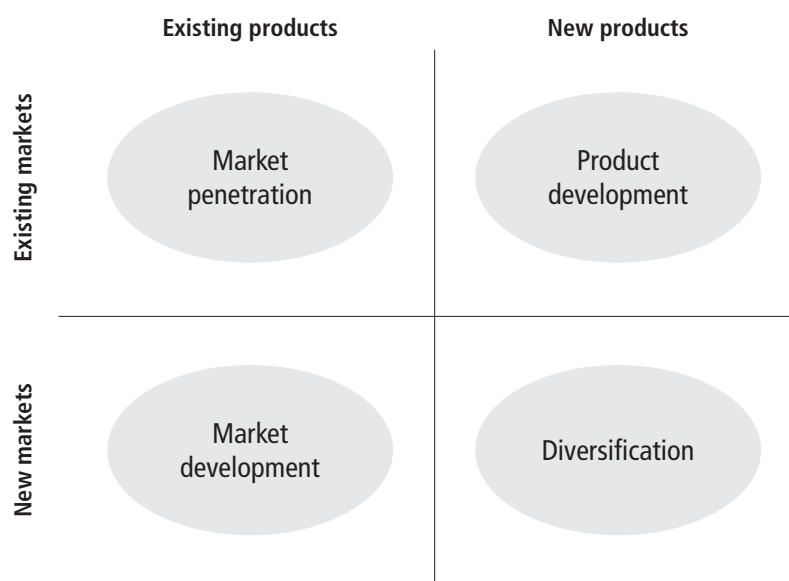 Existing products
New products
Existing markets
Market
penetration
Product
development
New markets
Market
development
Diversification